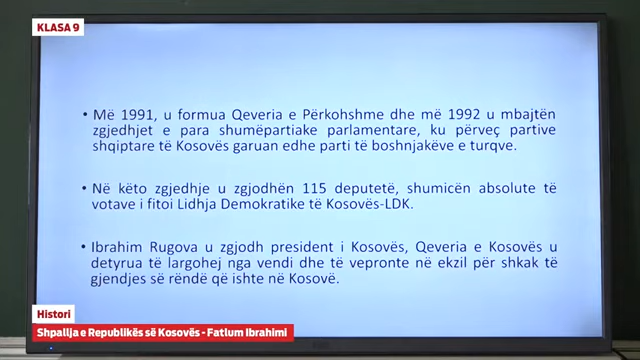 KLASA 9
• Më 1991, u formua Qeveria e Përkohshme dhe më 1992 u mbajtën
zgjedhjet e para shumëpartiake parlamentare, ku përveç partive
shqiptare të Kosovës garuan edhe parti të boshnjakëve e turqve.
• Në këto zgjedhje u zgjodhën 115 deputetë, shumicën absolute të
votave i fitoi Lidhja Demokratike të Kosovës-LDK.
• Ibrahim Rugova u zgjodh president i Kosovës, Qeveria e Kosovës u
detyrua të largohej nga vendi dhe të vepronte në ekzil për shkak të
gjendjes së rëndë që ishte në Kosovë.
Histori
Shpallja e Republikës së Kosovës - Fatlum Ibrahimi